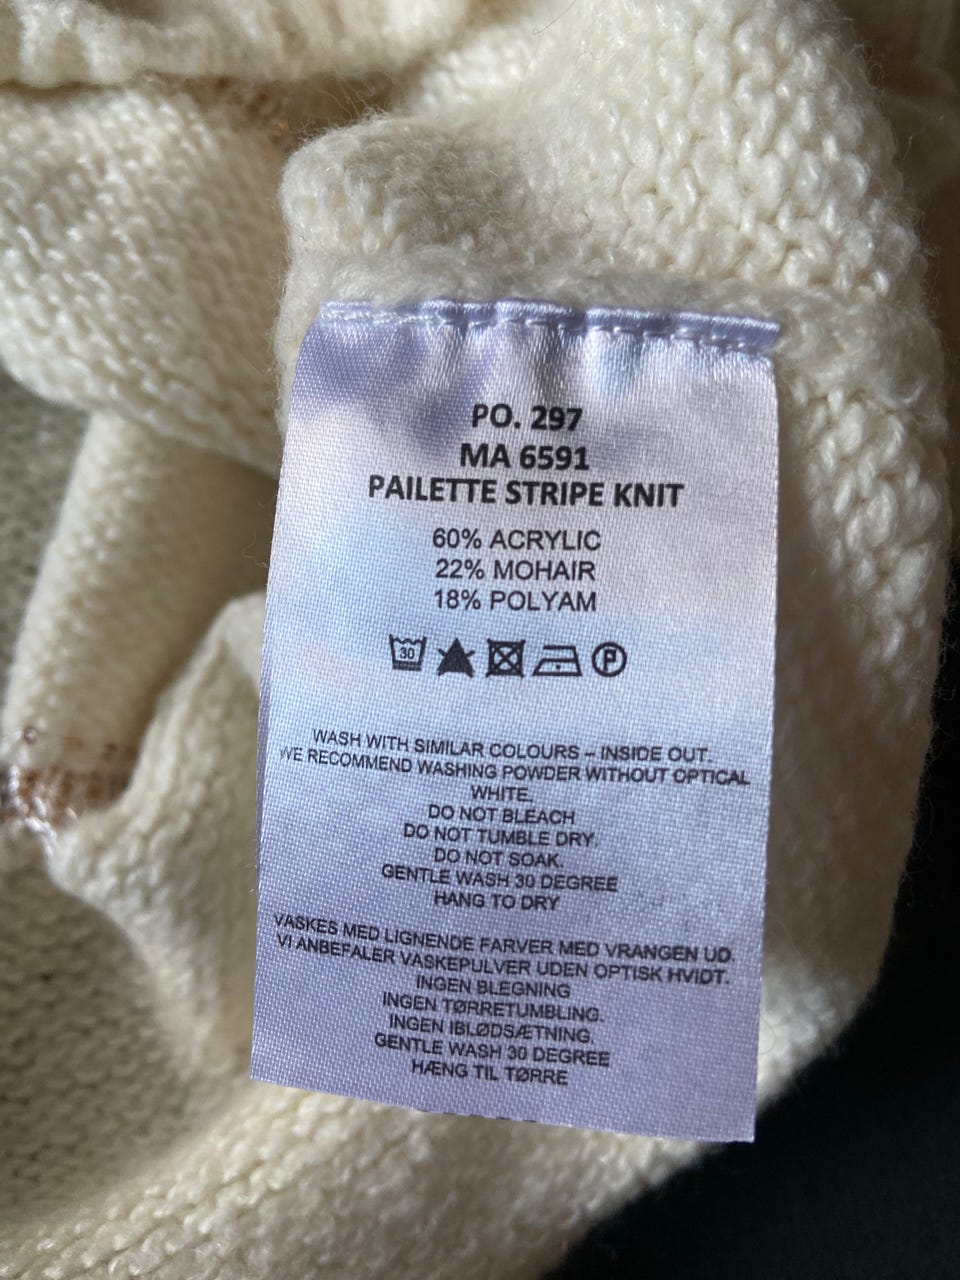 PO. 297
MA 6591
PAILETTE STRIPE KNIT
60% ACRYLIC
22% MOHAIR
18% POLYAM
30 P
WASH WITH SIMILAR COLOURS – INSIDE OUT.
WE RECOMMEND WASHING POWDER WITHOUT OPTICAL
WHITE.
DO NOT BLEACH
DO NOT TUMBLE DRY.
DO NOT SOAK.
GENTLE WASH 30 DEGREE
HANG TO DRY
VASKES MED LIGNENDE FARVER MED VRANGEN UD.
VI ANBEFALER VASKEPULVER UDEN OPTISK HVIDT.
INGEN BLEGNING
INGEN TØRRETUMBLING.
INGEN IBLØDSÆTNING.
GENTLE WASH 30 DEGREE
HÆNG TIL TØRRE